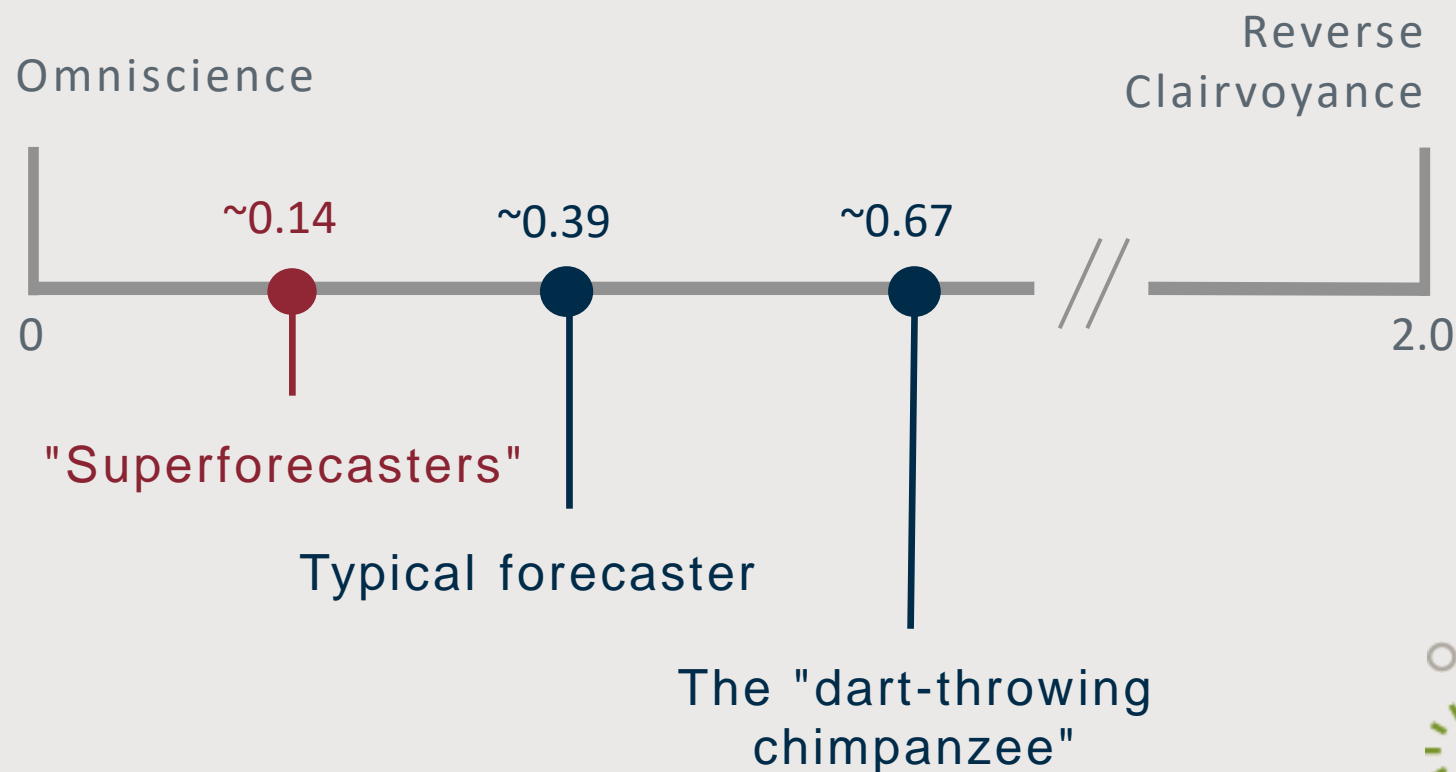 Omniscience
Reverse
Clairvoyance
~0.14
~0.39
~0.67
0
2.0
"Superforecasters"
Typical forecaster
The "dart-throwing
chimpanzee"